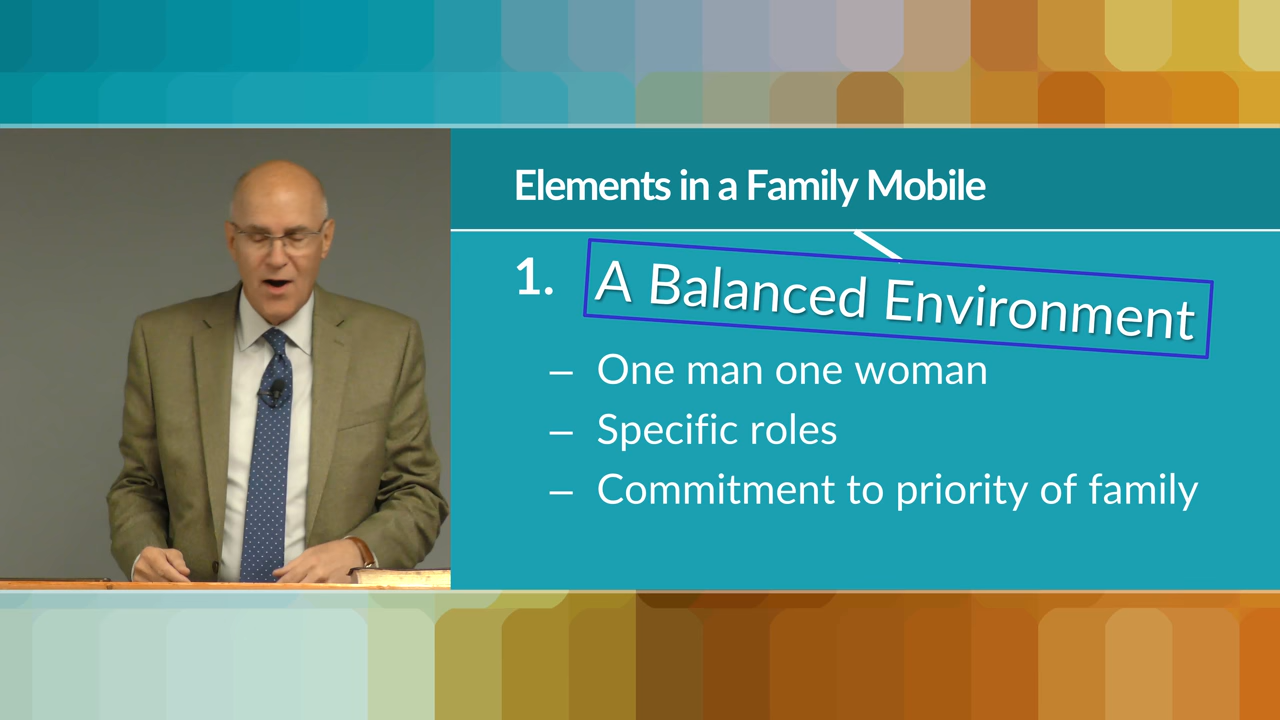 Elements in a Family Mobile
1. A Balanced Environment
– One man one woman
– Specific roles
– Commitment to priority of family